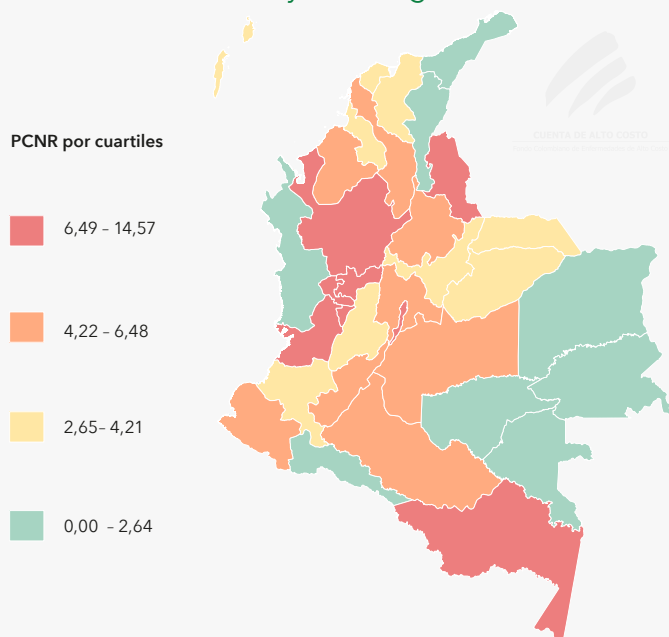 PCNR por cuartiles
6,49 – 14,57
4,22 – 6,48
2,65– 4,21
0,00 – 2,64
CUENTA DE ALTO COSTO